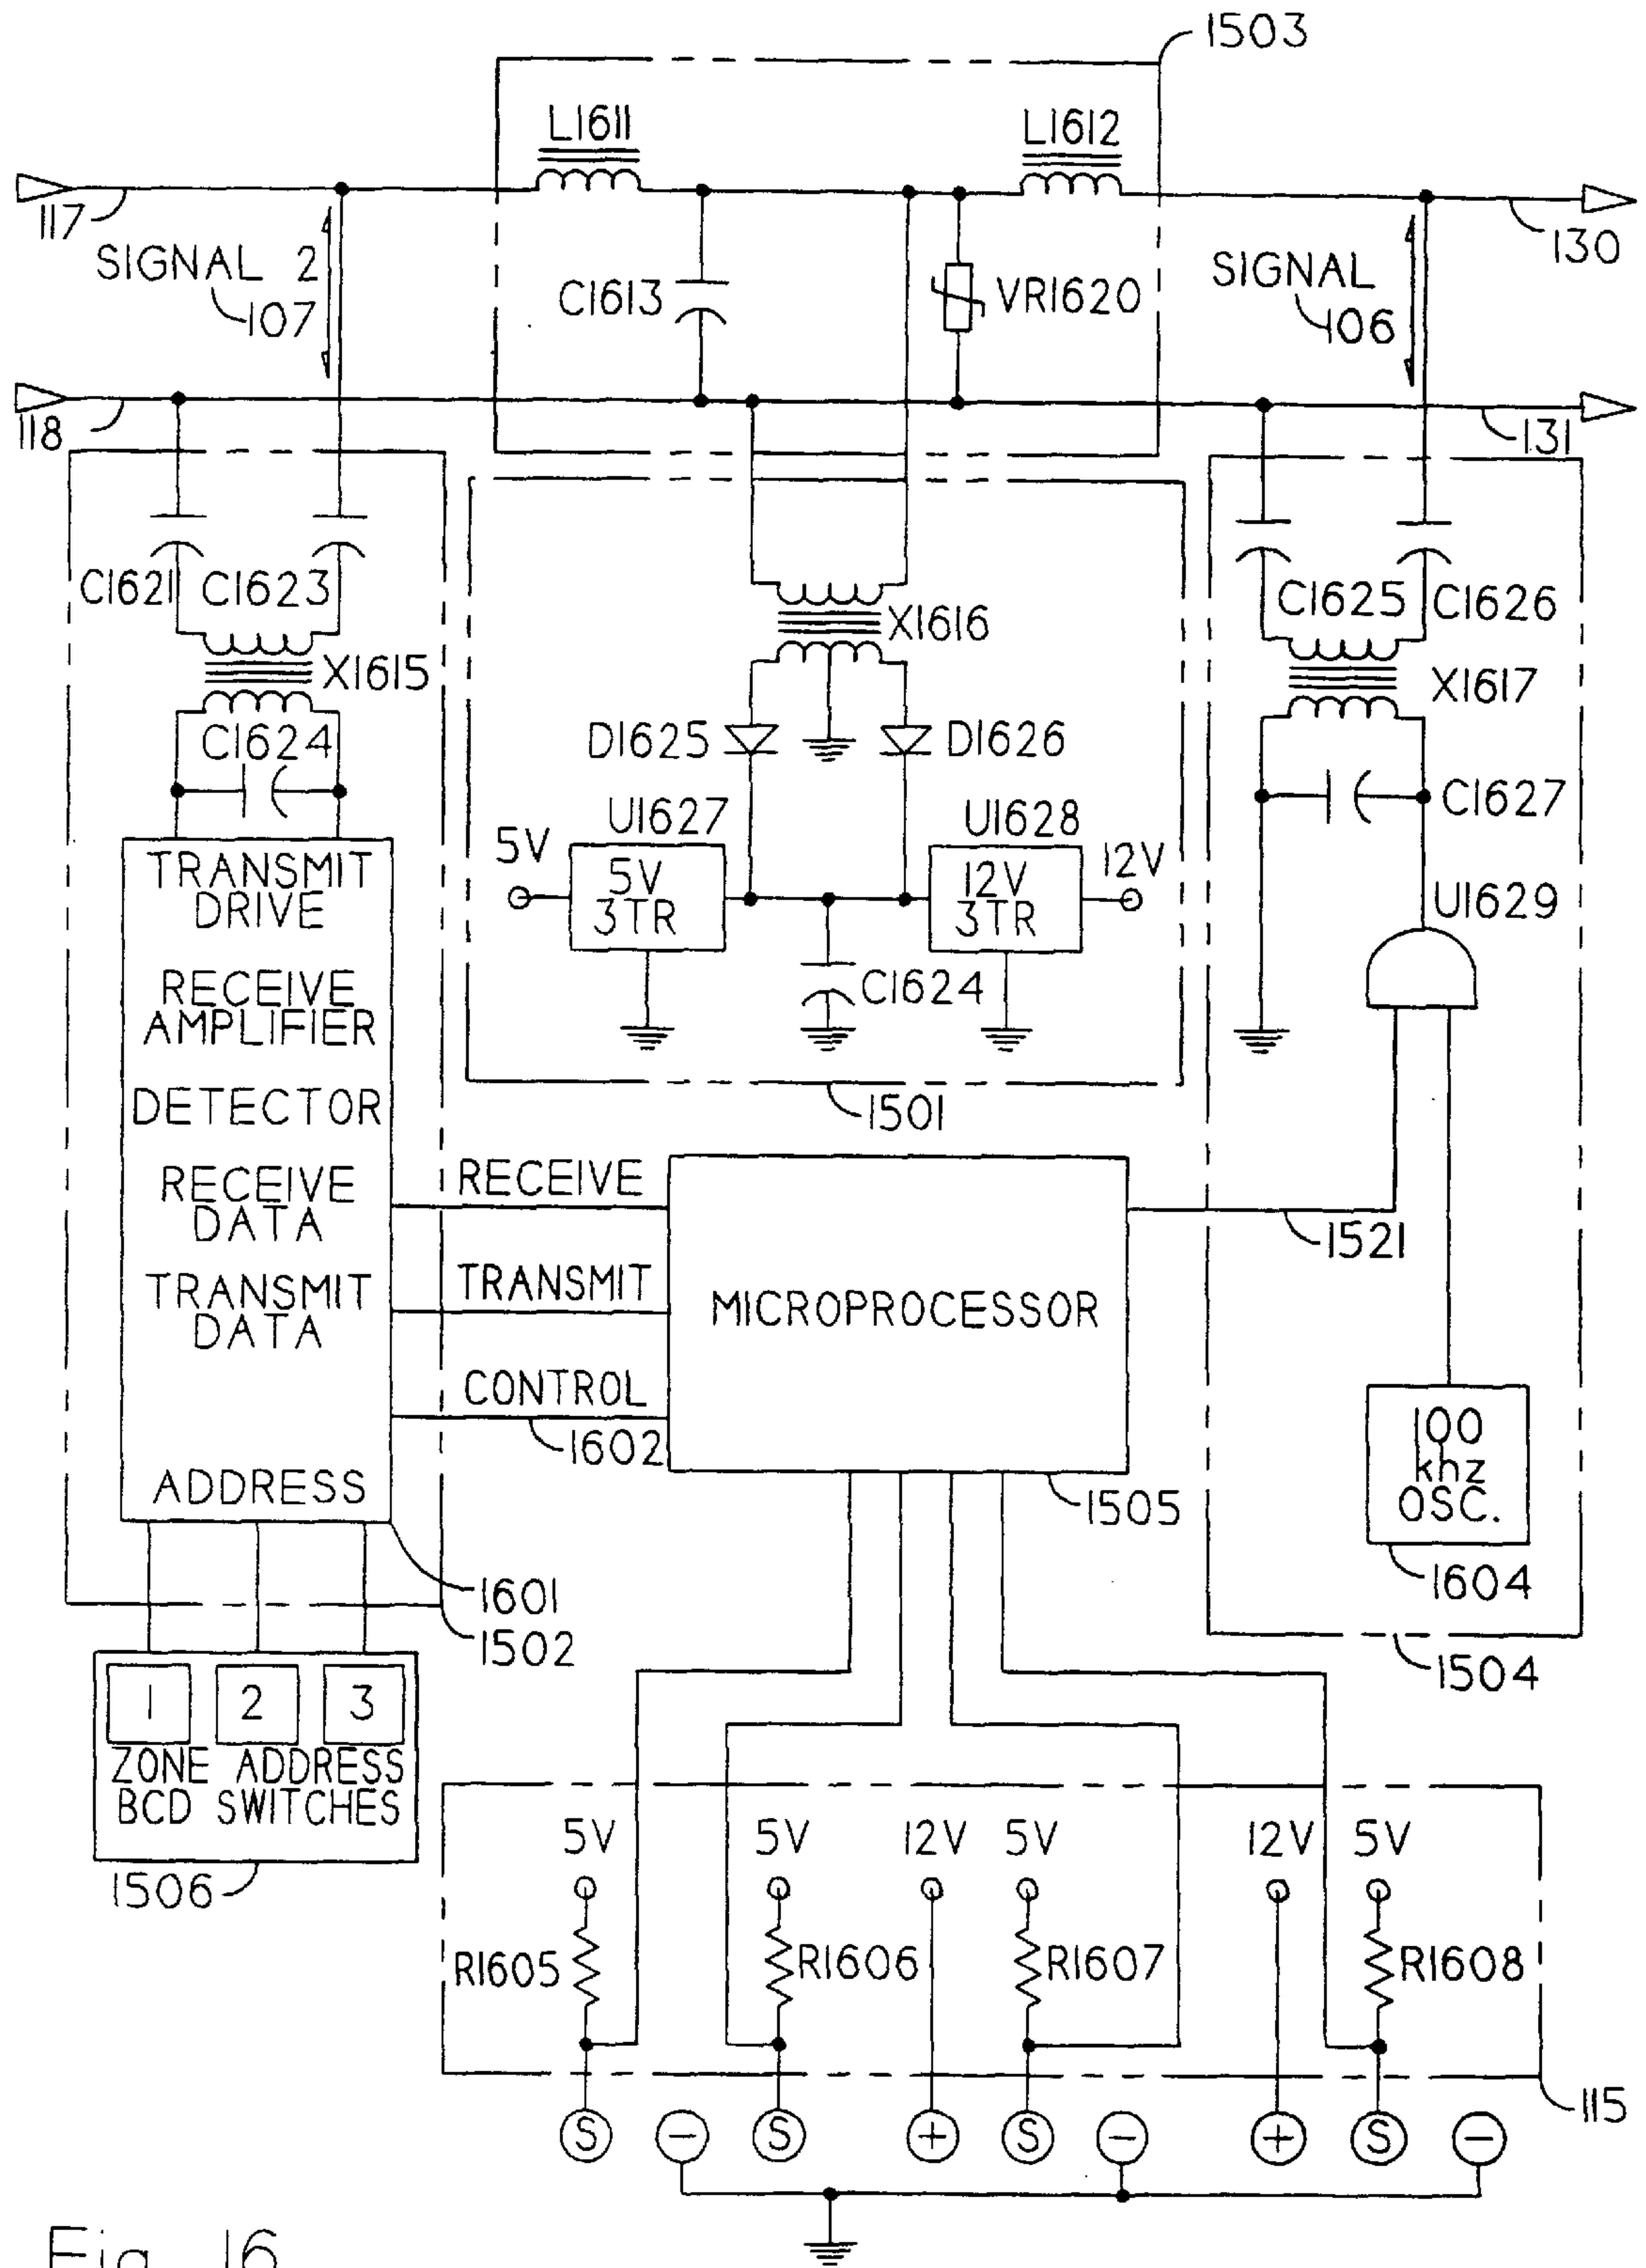 1503
L1611
L1612
117
130
SIGNAL 2
107
C1613
VR1620
SIGNAL
106
118
131
C1621
C1623
C1625
C1626
X1615
X1616
X1617
C1624
D1625
D1626
C1627
U1627
U1628
5V
5V
3TR
12V
3TR
12V
U1629
C1624
TRANSMIT
DRIVE
RECEIVE
AMPLIFIER
DETECTOR
RECEIVE
DATA
TRANSMIT
DATA
ADDRESS
1501
RECEIVE
TRANSMIT
CONTROL
1602
MICROPROCESSOR
1521
1505
100
khz
OSC.
1604
1601
1502
1504
1 2 3
ZONE ADDRESS
BCD SWITCHES
1506
5V 5V 12V 5V 12V 5V
R1605
R1606
R1607
R1608
115
S − S + S − + S −
Fig. 16